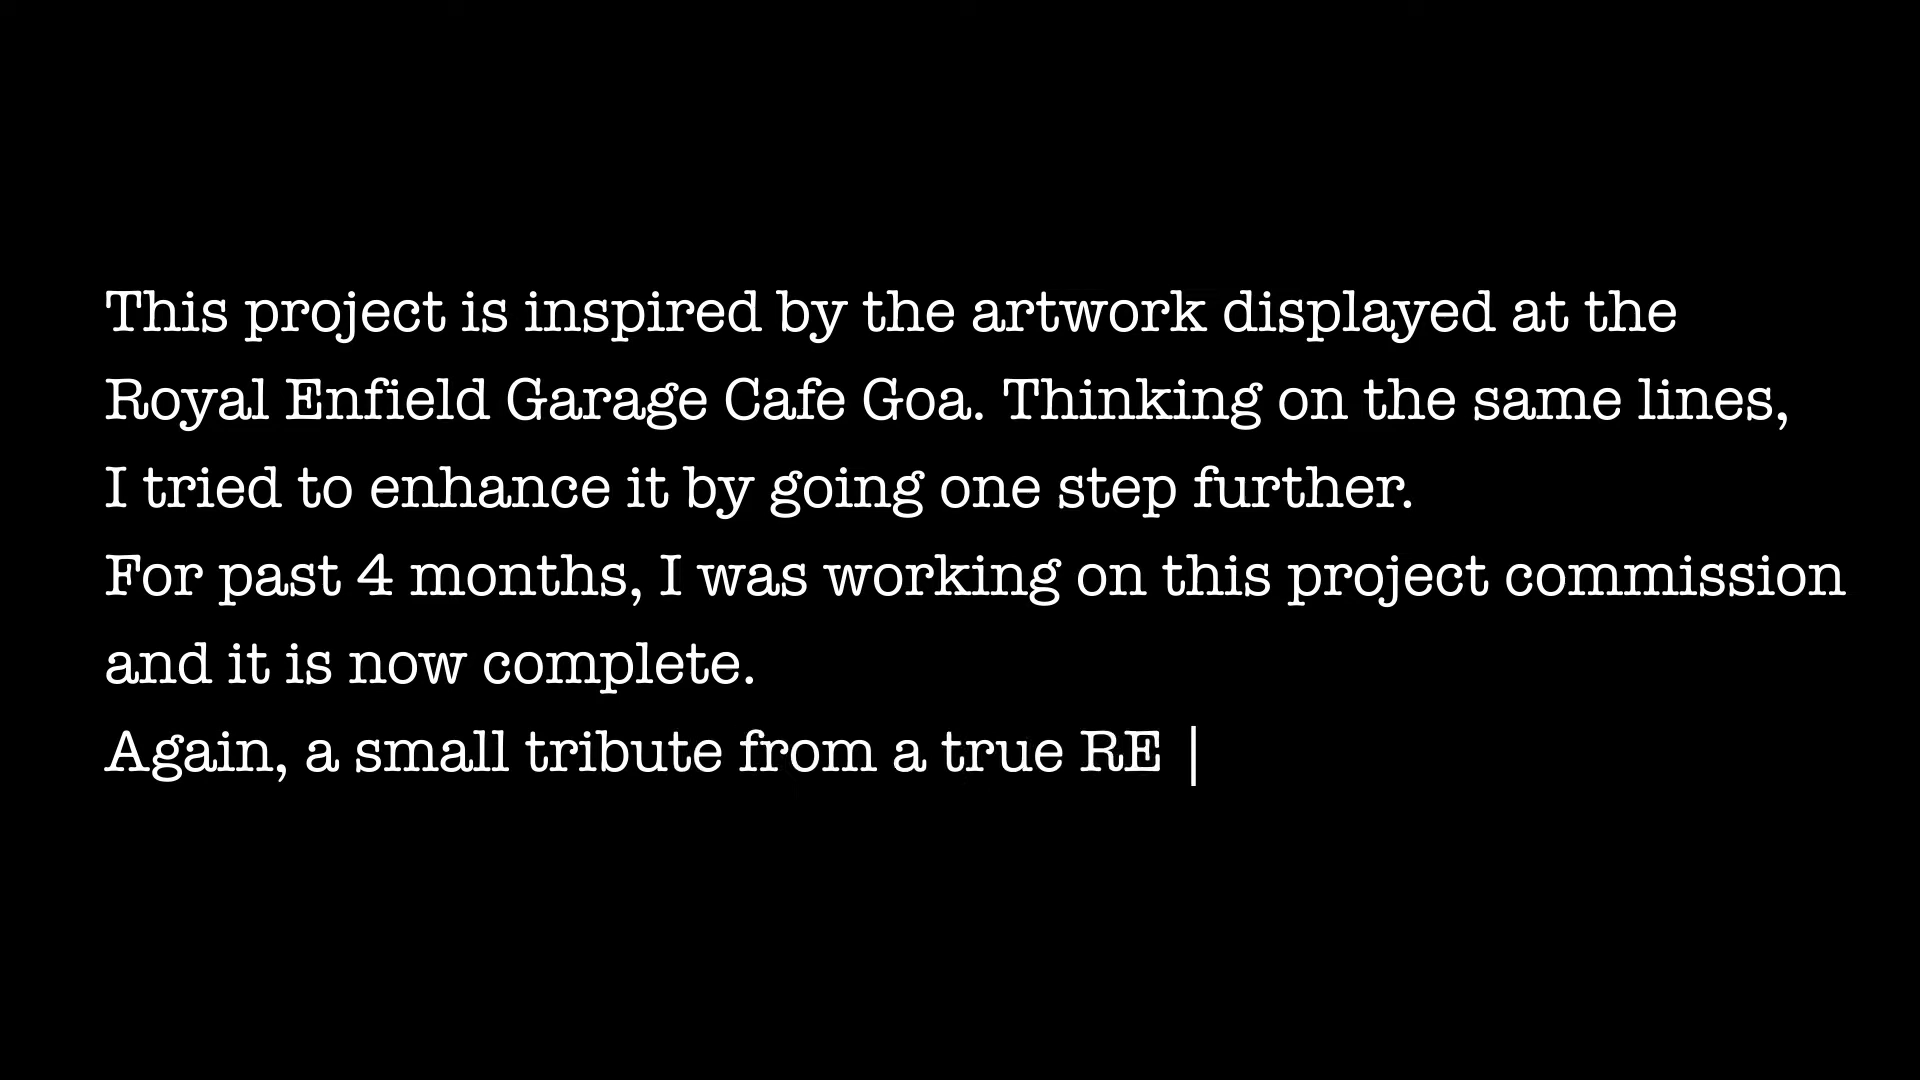 This project is inspired by the artwork displayed at the
Royal Enfield Garage Cafe Goa. Thinking on the same lines,
I tried to enhance it by going one step further.
For past 4 months, I was working on this project commission
and it is now complete.
Again, a small tribute from a true RE |